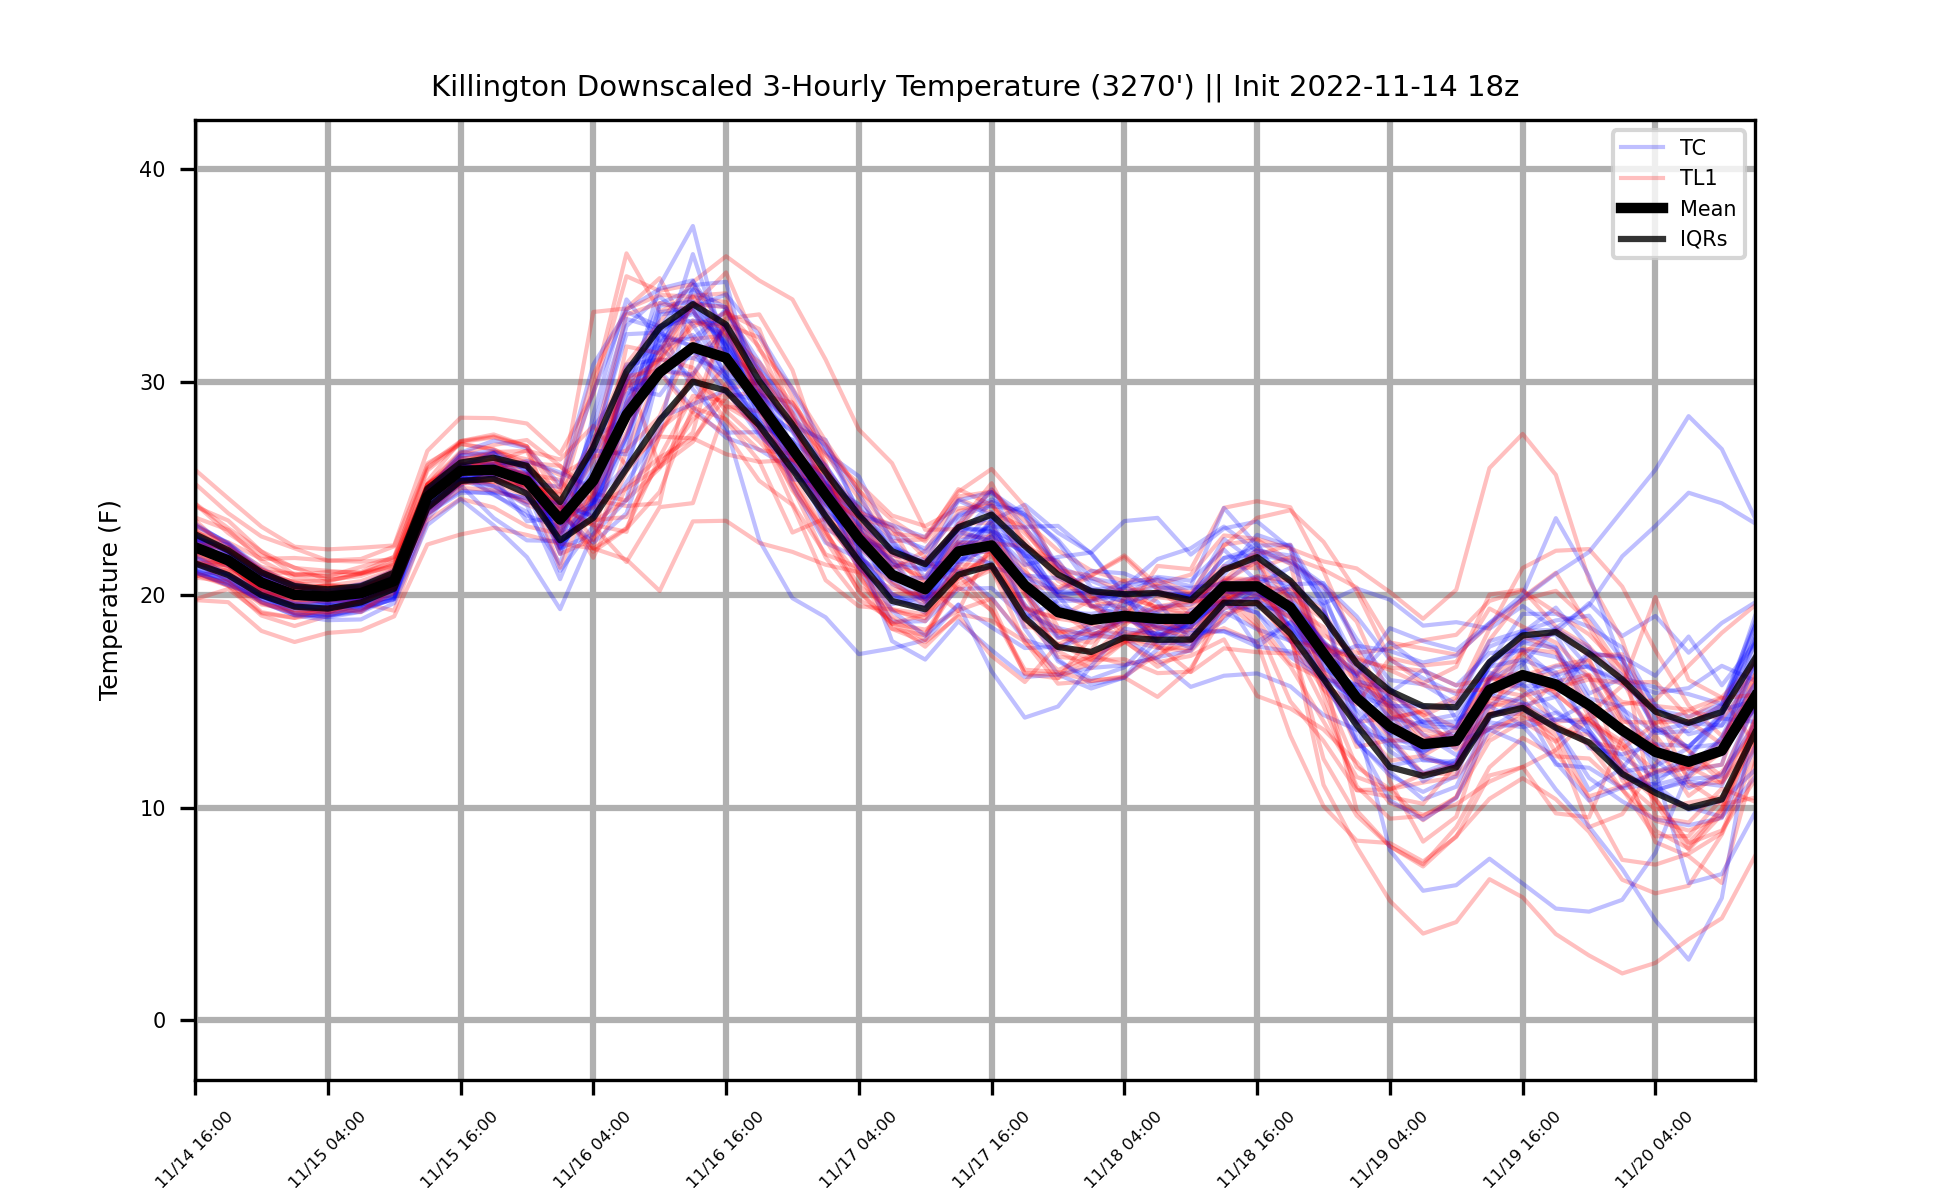 Killington Downscaled 3-Hourly Temperature (3270') || Init 2022-11-14 18z
TC
TL1
Mean
IQRs
Temperature (F)
40
30
20
10
0
11/14 16:00
11/15 04:00
11/15 16:00
11/16 04:00
11/16 16:00
11/17 04:00
11/17 16:00
11/18 04:00
11/18 16:00
11/19 04:00
11/19 16:00
11/20 04:00